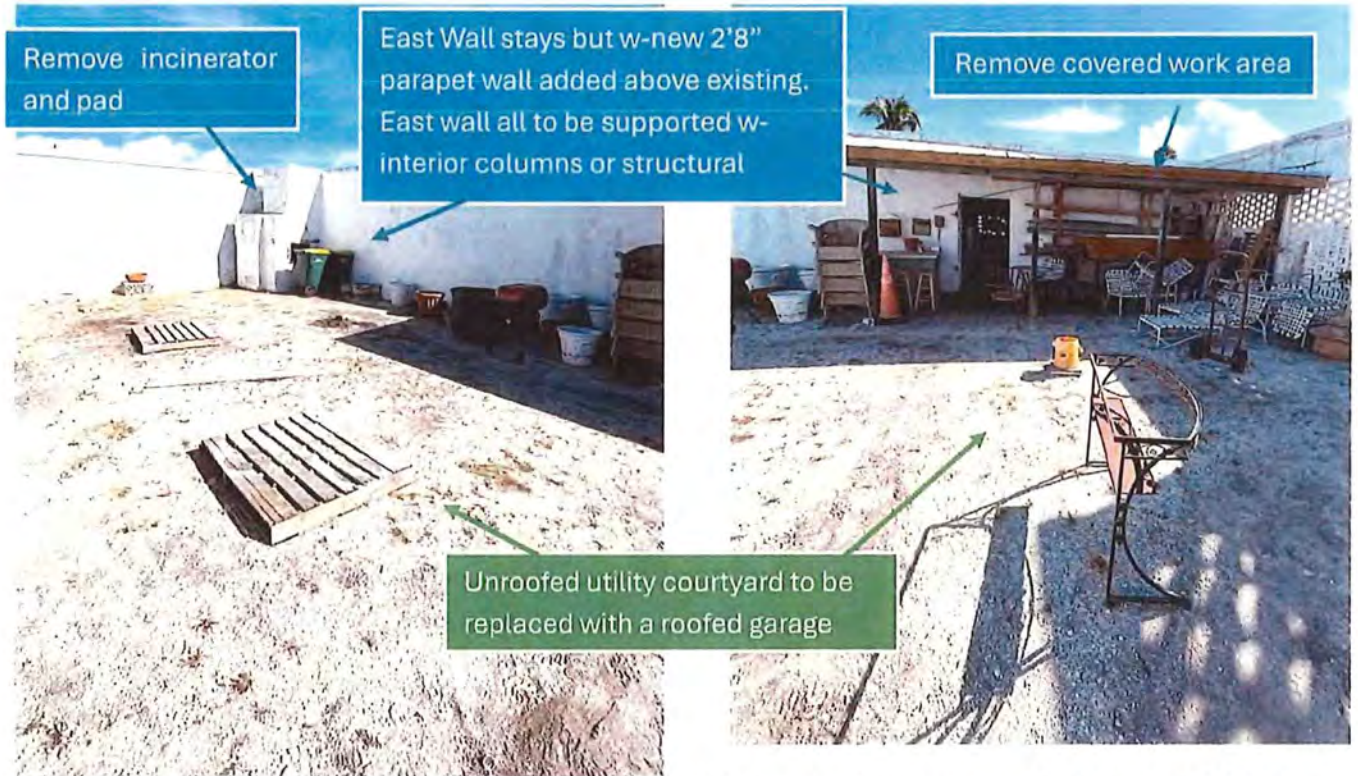 Remove incinerator
and pad
East Wall stays but w-new 2'8”
parapet wall added above existing.
East wall all to be supported w-
interior columns or structural
Remove covered work area
Unroofed utility courtyard to be
replaced with a roofed garage